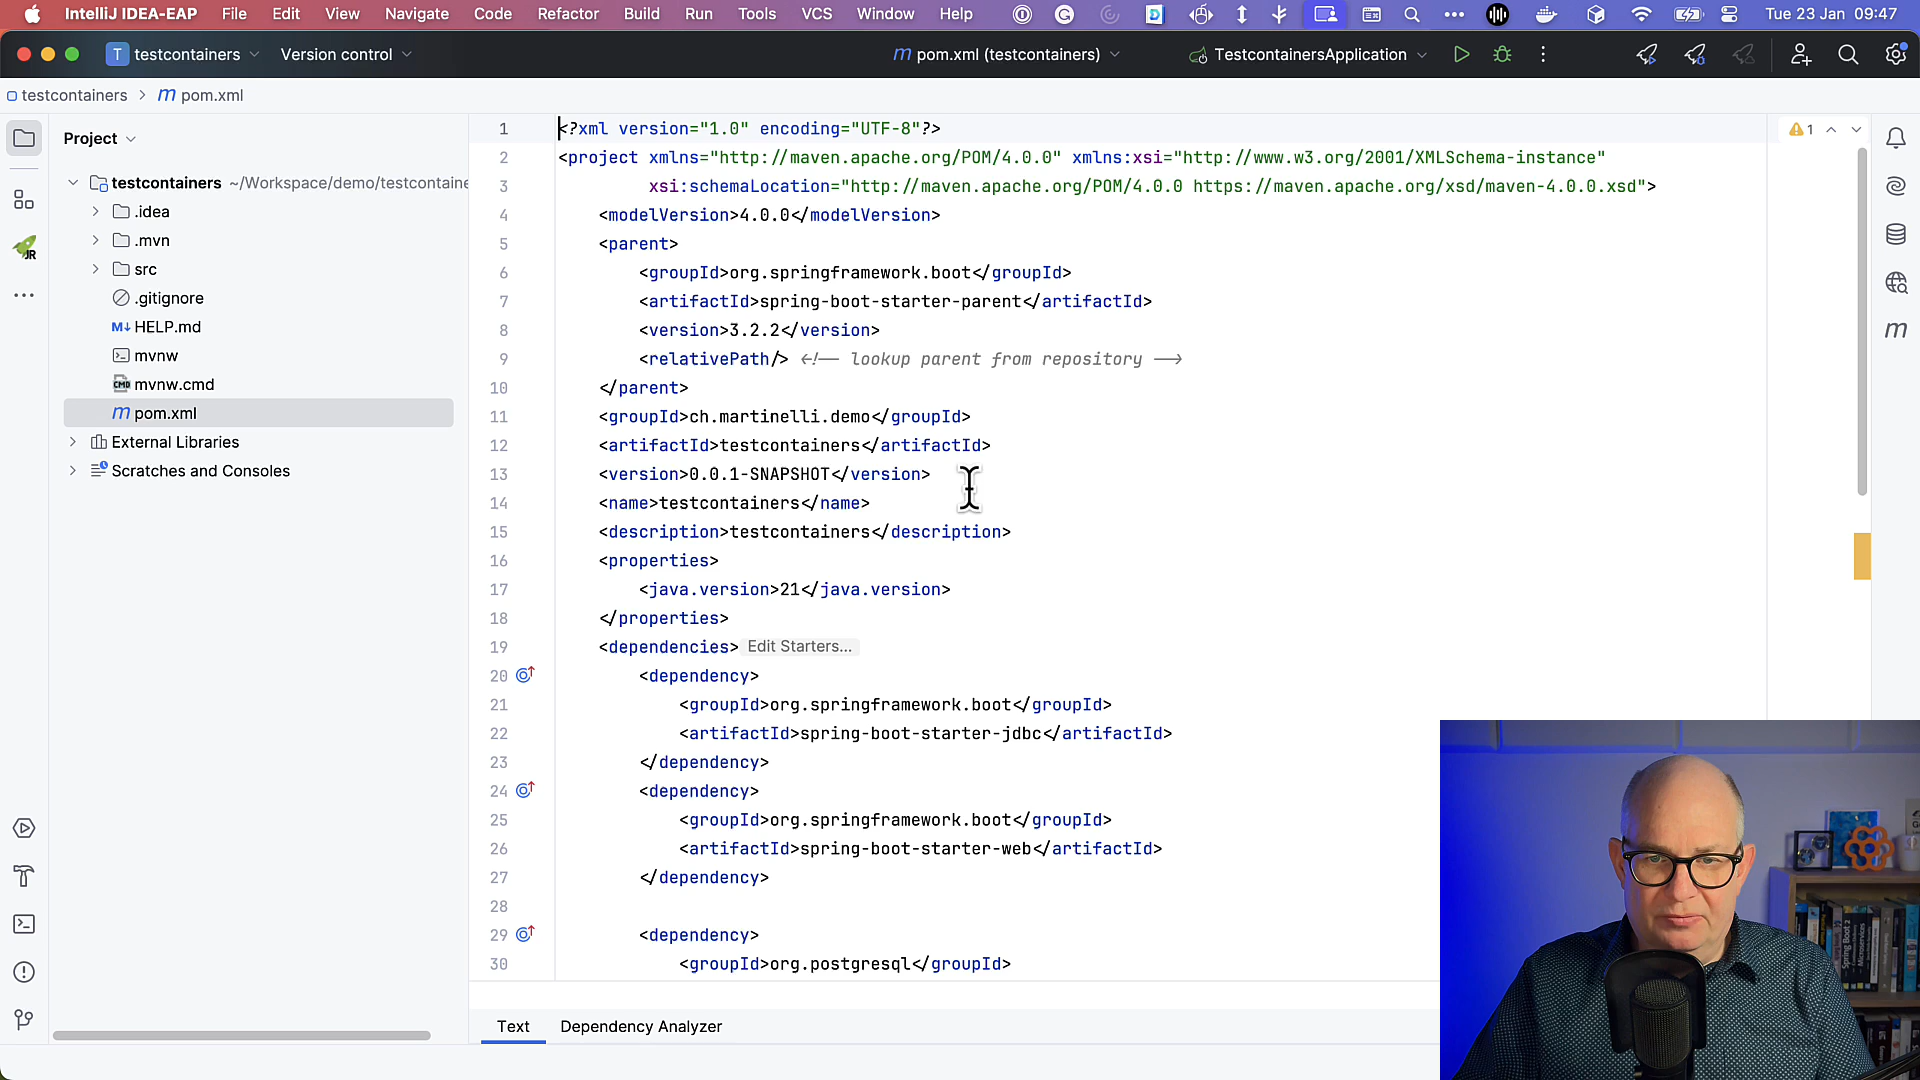 IntelliJ IDEA-EAP File Edit View Navigate Code Refactor Build Run Tools VCS Window Help Tue 23 Jan 09:47
T testcontainers Version control m pom.xml (testcontainers) TestcontainersApplication
testcontainers > m pom.xml
Project
testcontainers ~/Workspace/demo/testcontaine
.idea
.mvn
src
.gitignore
M↓ HELP.md
mvnw
CMD mvnw.cmd
m pom.xml
External Libraries
Scratches and Consoles
JR
1 <?xml version="1.0" encoding="UTF-8"?>
2 <project xmlns="http://maven.apache.org/POM/4.0.0" xmlns:xsi="http://www.w3.org/2001/XMLSchema-instance"
3 xsi:schemaLocation="http://maven.apache.org/POM/4.0.0 https://maven.apache.org/xsd/maven-4.0.0.xsd">
4 <modelVersion>4.0.0</modelVersion>
5 <parent>
6 <groupId>org.springframework.boot</groupId>
7 <artifactId>spring-boot-starter-parent</artifactId>
8 <version>3.2.2</version>
9 <relativePath/> <!-- lookup parent from repository -->
10 </parent>
11 <groupId>ch.martinelli.demo</groupId>
12 <artifactId>testcontainers</artifactId>
13 <version>0.0.1-SNAPSHOT</version>
14 <name>testcontainers</name>
15 <description>testcontainers</description>
16 <properties>
17 <java.version>21</java.version>
18 </properties>
19 <dependencies> Edit Starters...
20 <dependency>
21 <groupId>org.springframework.boot</groupId>
22 <artifactId>spring-boot-starter-jdbc</artifactId>
23 </dependency>
24 <dependency>
25 <groupId>org.springframework.boot</groupId>
26 <artifactId>spring-boot-starter-web</artifactId>
27 </dependency>
28
29 <dependency>
30 <groupId>org.postgresql</groupId>
1
m
Text Dependency Analyzer
Spring Boot 2
Microservices